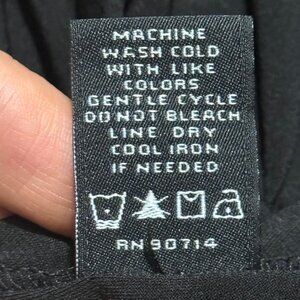 MACHINE
WASH COLD
WITH LIKE
COLORS
GENTLE CYCLE
DO NOT BLEACH
LINE DRY
COOL IRON
IF NEEDED
RN 90714